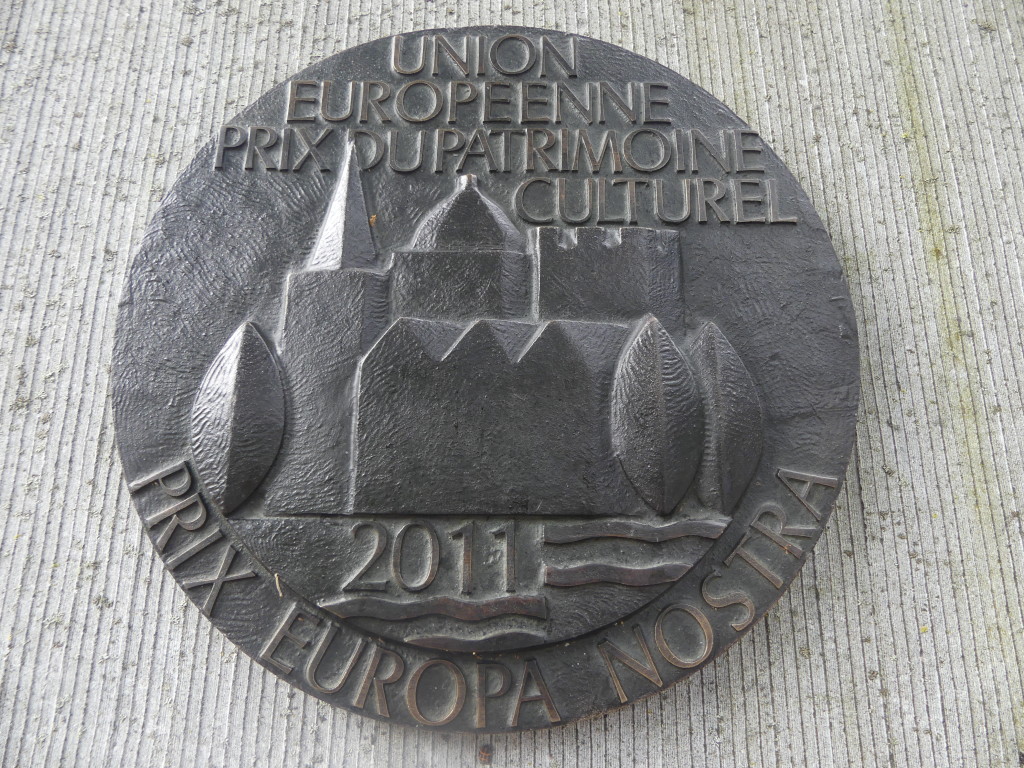 UNION
EUROPEENNE
PRIX DU PATRIMOINE
CULTUREL
2011
PRIX EUROPA NOSTRA